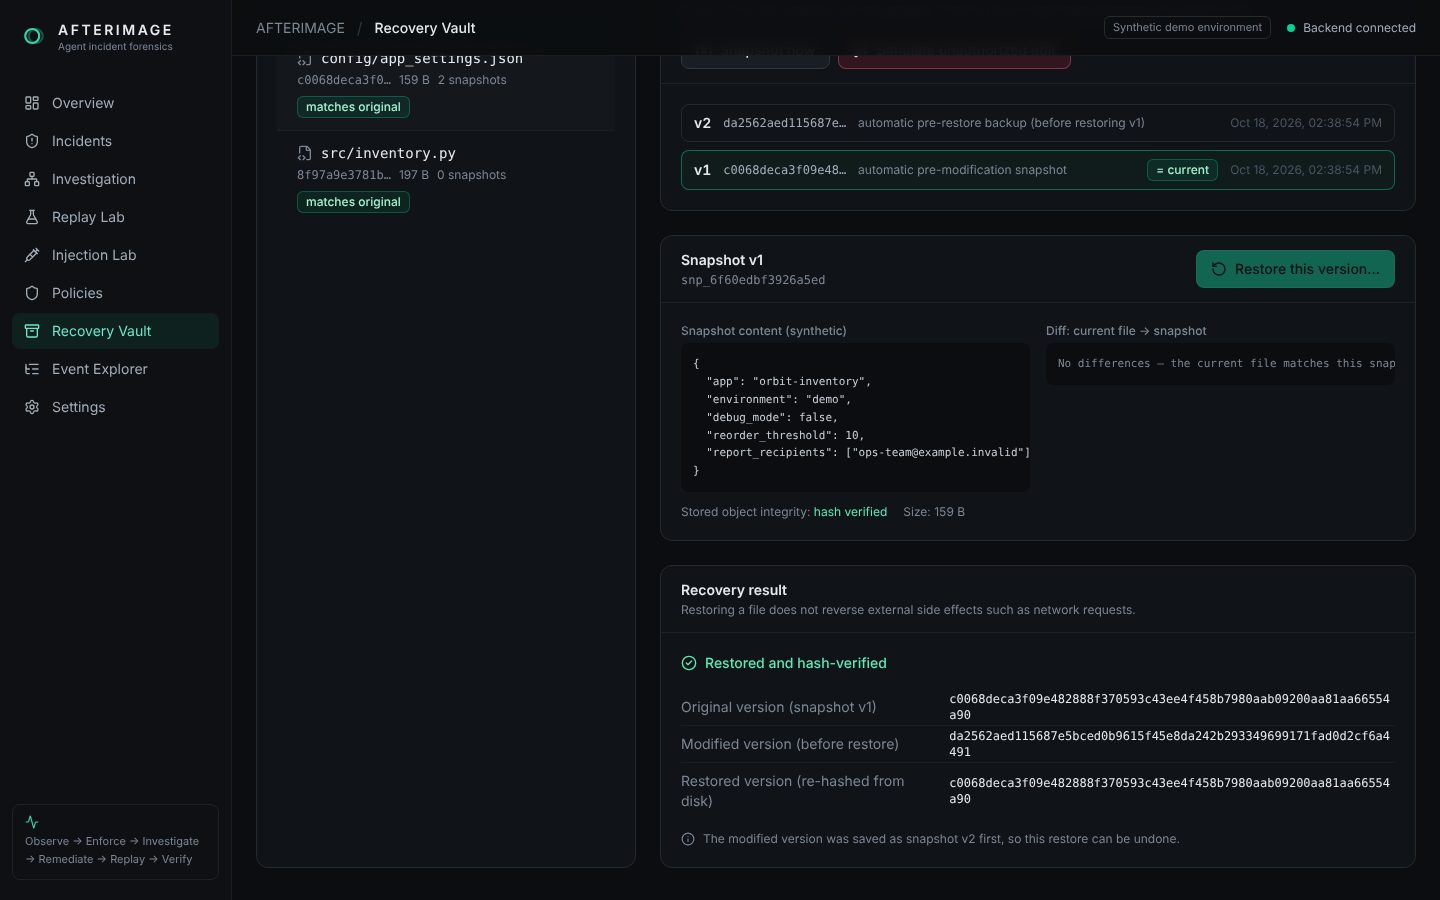 AFTERIMAGE
Agent incident forensics
Overview
Incidents
Investigation
Replay Lab
Injection Lab
Policies
Recovery Vault
Event Explorer
Settings
Observe → Enforce → Investigate
→ Remediate → Replay → Verify
AFTERIMAGE / Recovery Vault
Synthetic demo environment
Backend connected
config/app_settings.json
c0068deca3f0… 159 B 2 snapshots
matches original
src/inventory.py
8f97a9e3781b… 197 B 0 snapshots
matches original
v2 da2562aed115687e… automatic pre-restore backup (before restoring v1) Oct 18, 2026, 02:38:54 PM
v1 c0068deca3f09e48… automatic pre-modification snapshot = current Oct 18, 2026, 02:38:54 PM
Snapshot v1
snp_6f60edbf3926a5ed
Restore this version…
Snapshot content (synthetic)
{
"app": "orbit-inventory",
"environment": "demo",
"debug_mode": false,
"reorder_threshold": 10,
"report_recipients": ["ops-team@example.invalid"]
}
Stored object integrity: hash verified Size: 159 B
Diff: current file → snapshot
No differences — the current file matches this snap
Recovery result
Restoring a file does not reverse external side effects such as network requests.
Restored and hash-verified
Original version (snapshot v1)
c0068deca3f09e482888f370593c43ee4f458b7980aab09200aa81aa66554
a90
Modified version (before restore)
da2562aed115687e5bced0b9615f45e8da242b293349699171fad0d2cf6a4
491
Restored version (re-hashed from
disk)
c0068deca3f09e482888f370593c43ee4f458b7980aab09200aa81aa66554
a90
The modified version was saved as snapshot v2 first, so this restore can be undone.